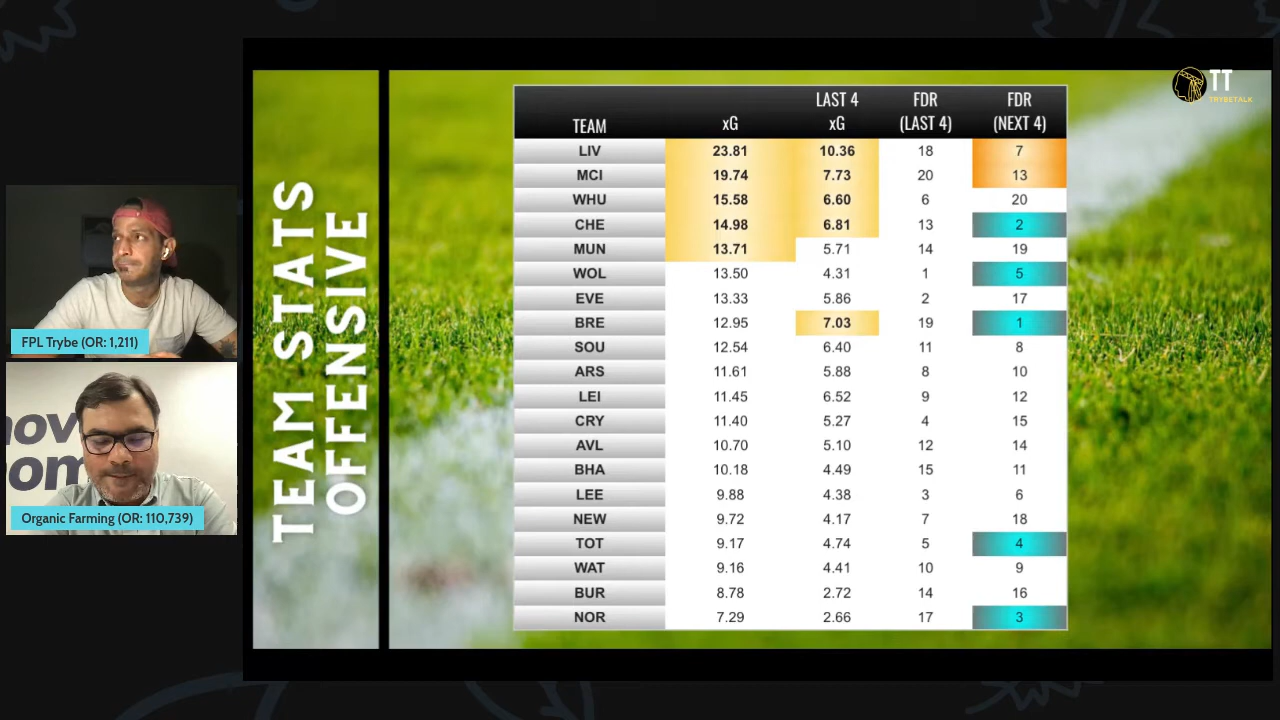 TT
TRYBETALK
TEAM STATS
OFFENSIVE
TEAM xG LAST 4 xG FDR (LAST 4) FDR (NEXT 4)
LIV 23.81 10.36 18 7
MCI 19.74 7.73 20 13
WHU 15.58 6.60 6 20
CHE 14.98 6.81 13 2
MUN 13.71 5.71 14 19
WOL 13.50 4.31 1 5
EVE 13.33 5.86 2 17
BRE 12.95 7.03 19 1
SOU 12.54 6.40 11 8
ARS 11.61 5.88 8 10
LEI 11.45 6.52 9 12
CRY 11.40 5.27 4 15
AVL 10.70 5.10 12 14
BHA 10.18 4.49 15 11
LEE 9.88 4.38 3 6
NEW 9.72 4.17 7 18
TOT 9.17 4.74 5 4
WAT 9.16 4.41 10 9
BUR 8.78 2.72 14 16
NOR 7.29 2.66 17 3
FPL Trybe (OR: 1,211)
Organic Farming (OR: 110,739)